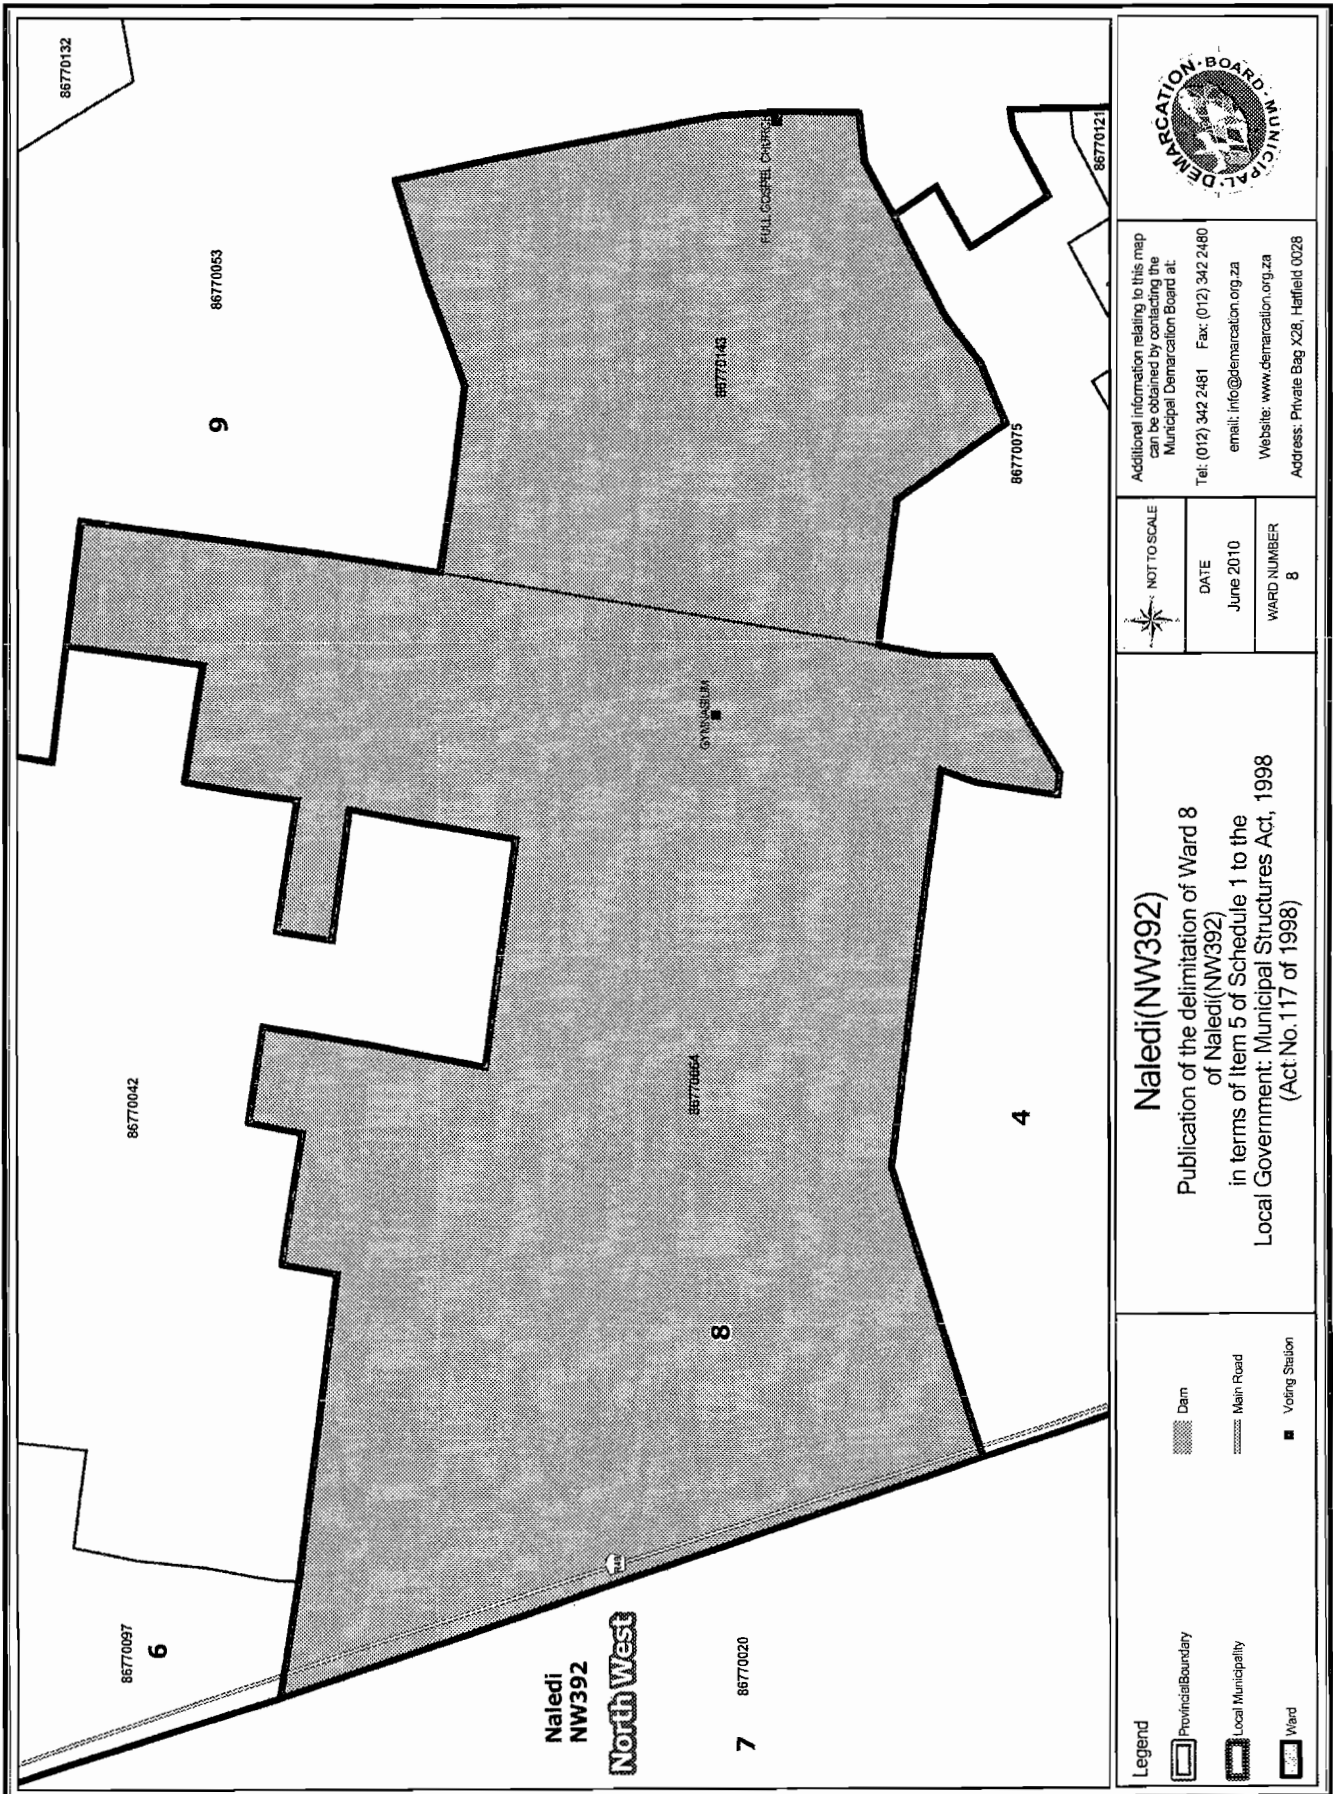 86770132
86770053
9
FULL GOSPEL CHURCH
86770121
86770143
86770075
GYMNASIUM
86770042
86770064
4
8
86770097
6
Naledi
NW392
North West
7
86770020
Legend
ProvincialBoundary
Local Municipality
Ward
Dam
Main Road
Voting Station
Naledi(NW392)
Publication of the delimitation of Ward 8
of Naledi(NW392)
in terms of Item 5 of Schedule 1 to the
Local Government: Municipal Structures Act, 1998
(Act No.117 of 1998)
NOT TO SCALE
DATE
June 2010
WARD NUMBER
8
Additional information relating to this map
can be obtained by contacting the
Municipal Demarcation Board at:
Tel: (012) 342 2481 Fax: (012) 342 2480
email: info@demarcation.org.za
Website: www.demarcation.org.za
Address: Private Bag X28, Hatfield 0028
MUNICIPAL DEMARCATION BOARD